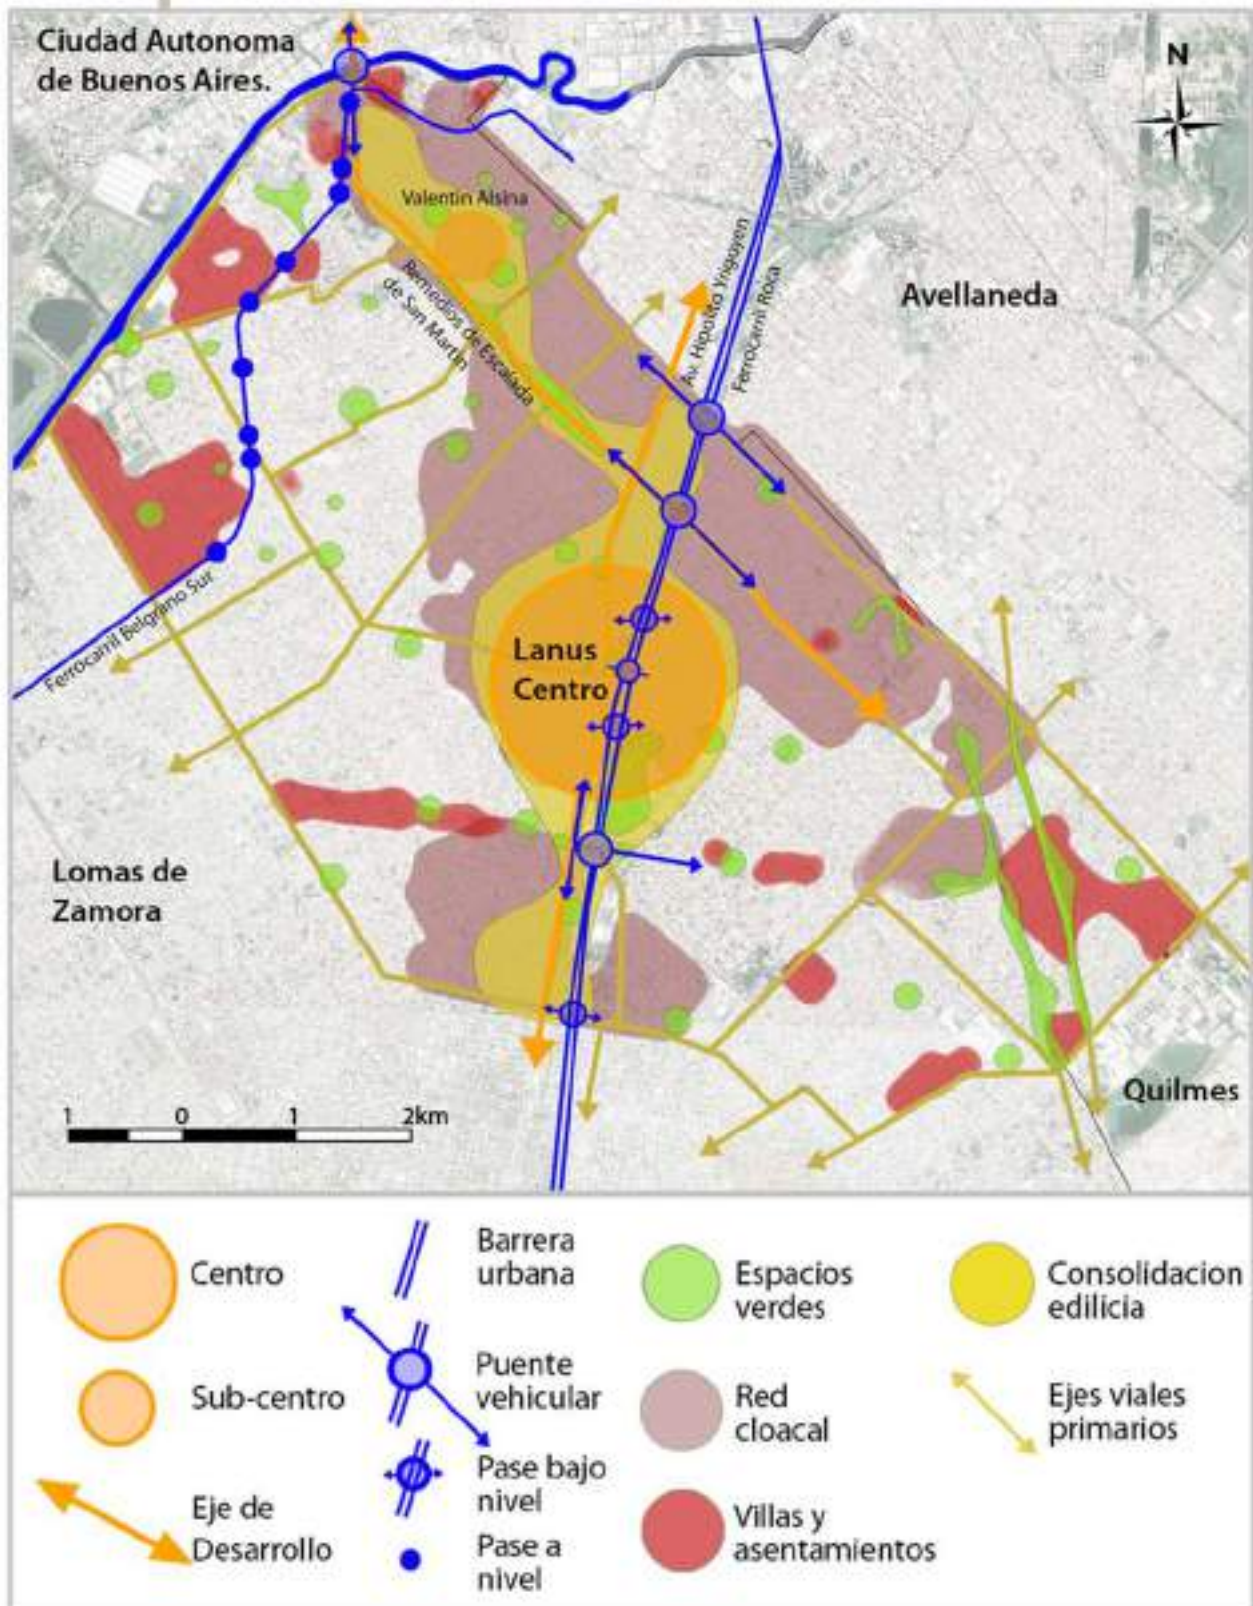 Ciudad Autonoma
de Buenos Aires.
N
Valentin Alsina
Remedios de Escalada
de San Martin
Av. Hipolito Yrigoyen
Ferrocarril Roca
Avellaneda
Ferrocarril Belgrano Sur
Lanus
Centro
Lomas de
Zamora
Quilmes
1 0 1 2km
Centro
Sub-centro
Eje de
Desarrollo
Barrera
urbana
Puente
vehicular
Pase bajo
nivel
Pase a
nivel
Espacios
verdes
Red
cloacal
Villas y
asentamientos
Consolidacion
edilicia
Ejes viales
primarios